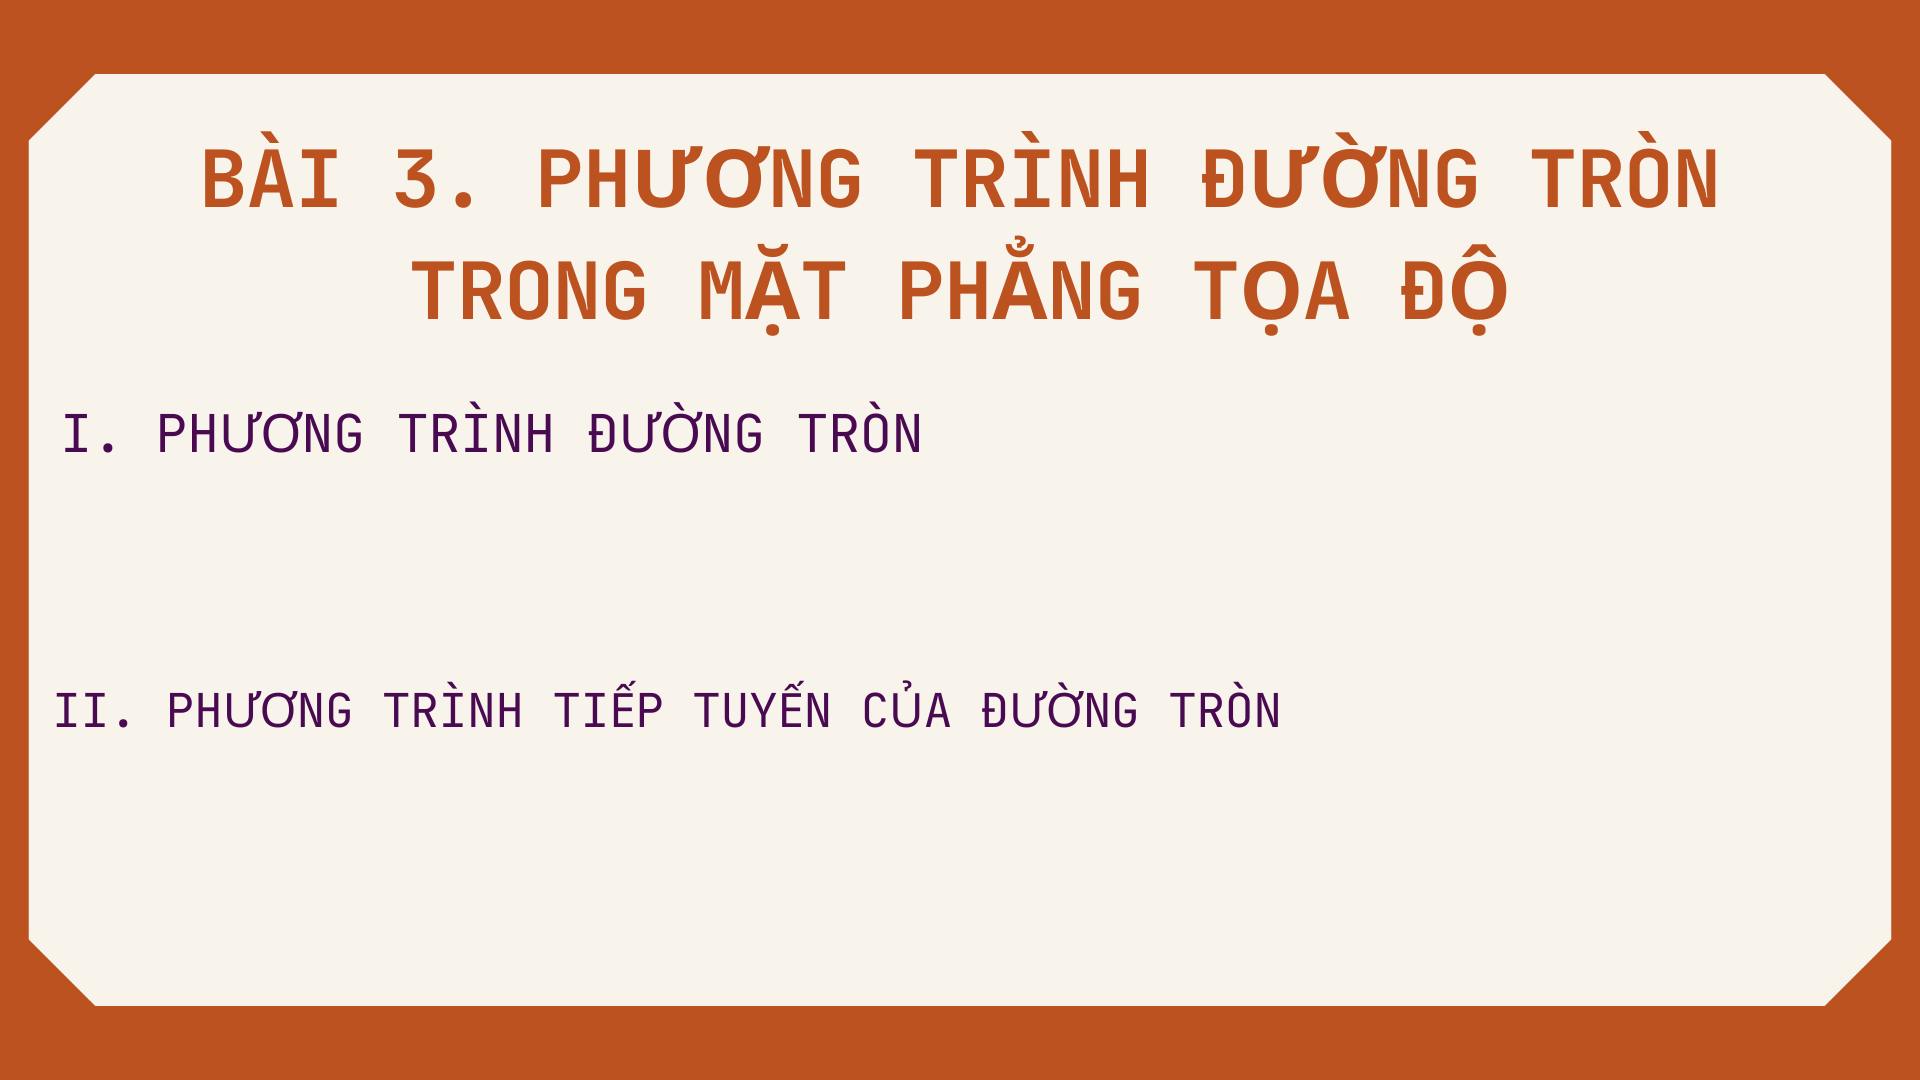 BÀI 3. PHƯƠNG TRÌNH ĐƯỜNG TRÒN
TRONG MẶT PHẲNG TỌA ĐỘ
I. PHƯƠNG TRÌNH ĐƯỜNG TRÒN
II. PHƯƠNG TRÌNH TIẾP TUYẾN CỦA ĐƯỜNG TRÒN